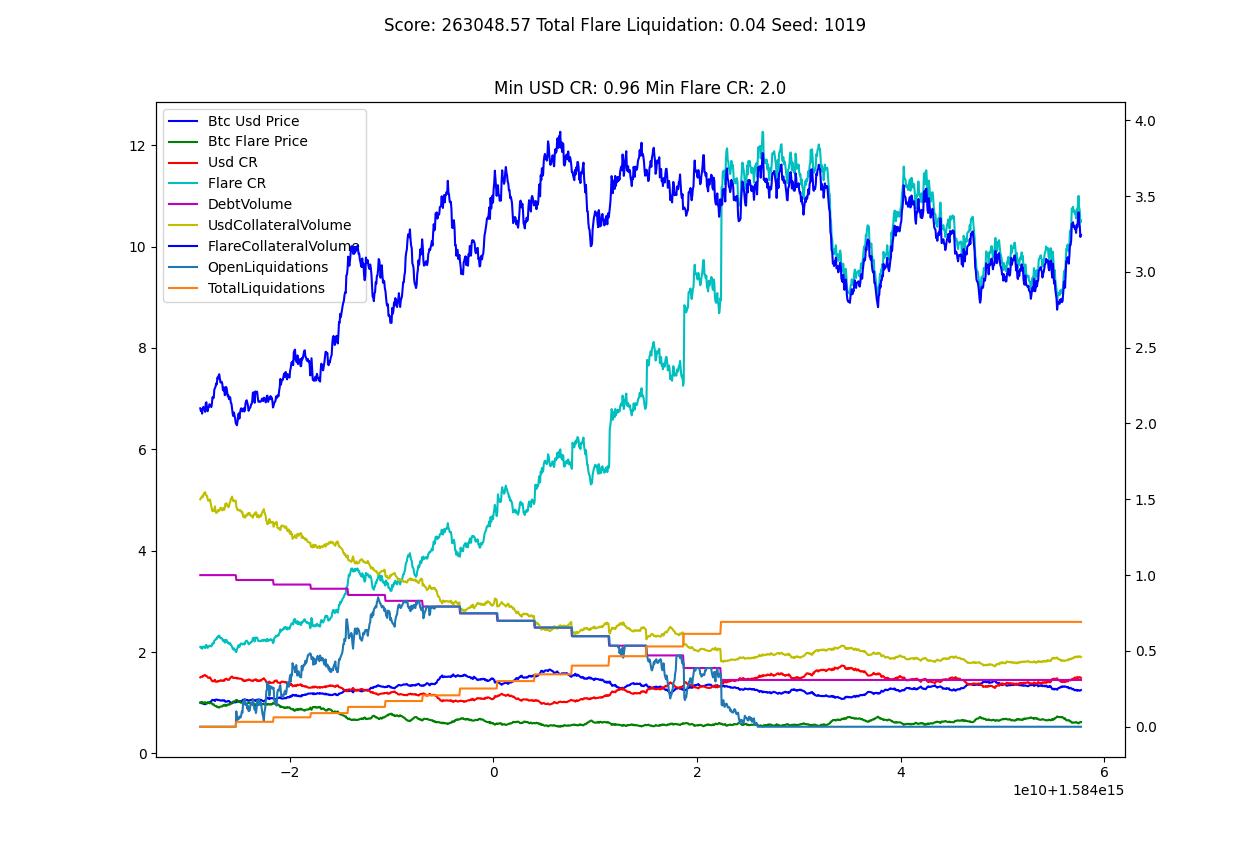 Score: 263048.57 Total Flare Liquidation: 0.04 Seed: 1019
Min USD CR: 0.96 Min Flare CR: 2.0
Btc Usd Price
Btc Flare Price
Usd CR
Flare CR
DebtVolume
UsdCollateralVolume
FlareCollateralVolume
OpenLiquidations
TotalLiquidations
12
10
8
6
4
2
0
4.0
3.5
3.0
2.5
2.0
1.5
1.0
0.5
0.0
−2 0 2 4 6
1e10+1.584e15